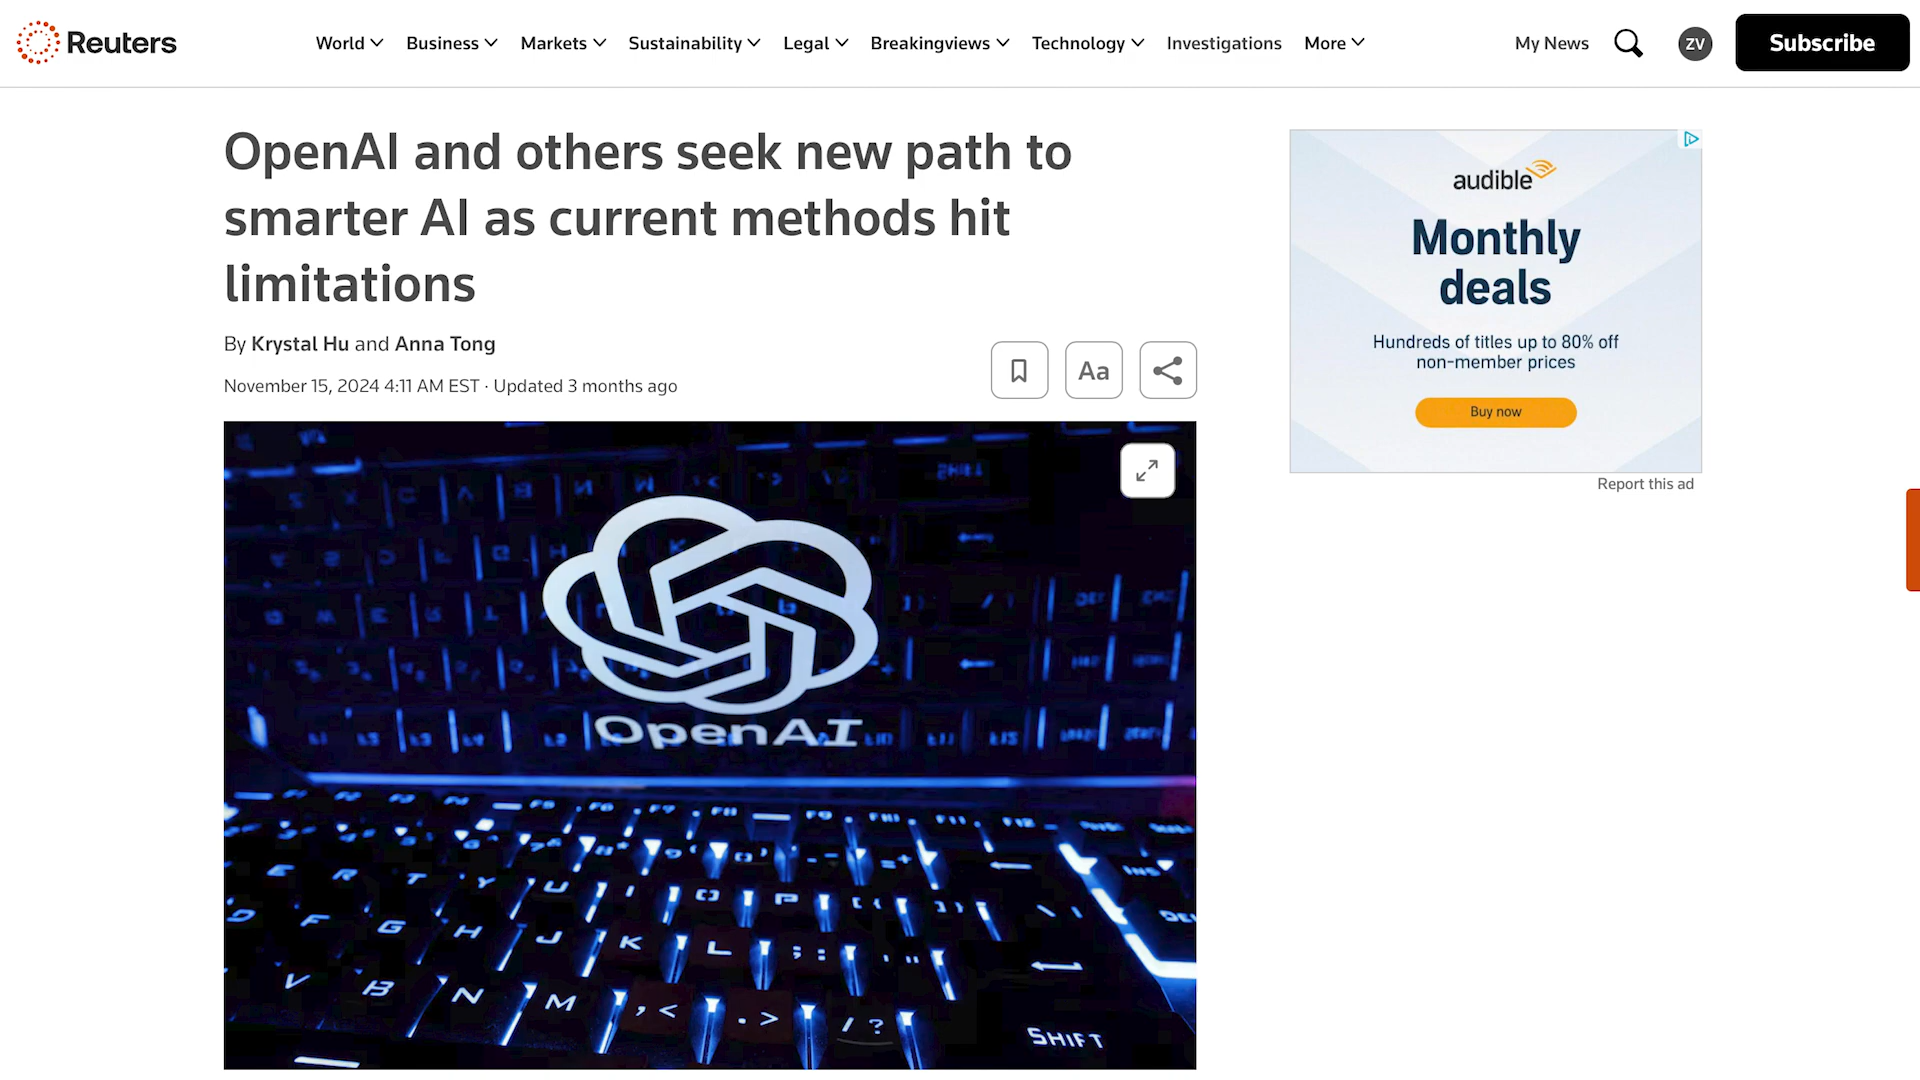 Reuters
World Business Markets Sustainability Legal Breakingviews Technology Investigations More
My News
ZV
Subscribe
OpenAI and others seek new path to
smarter AI as current methods hit
limitations
By Krystal Hu and Anna Tong
November 15, 2024 4:11 AM EST · Updated 3 months ago
Aa
audible
Monthly
deals
Hundreds of titles up to 80% off
non-member prices
Buy now
Report this ad
OpenAI
E R T Y U I [ ] P
F G H J K L ; : ' "
V B N M , < . > / ?
SHIFT